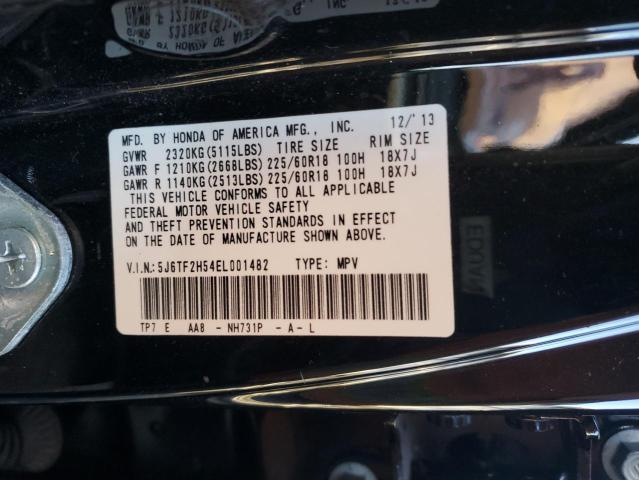 MFD. BY HONDA OF AMERICA MFG., INC. 12/'13
GVWR 2320KG(5115LBS) TIRE SIZE RIM SIZE
GAWR F 1210KG(2668LBS) 225/60R18 100H 18X7J
GAWR R 1140KG(2513LBS) 225/60R18 100H 18X7J
THIS VEHICLE CONFORMS TO ALL APPLICABLE
FEDERAL MOTOR VEHICLE SAFETY
AND THEFT PREVENTION STANDARDS IN EFFECT
ON THE DATE OF MANUFACTURE SHOWN ABOVE.
V.I.N.:5J6TF2H54EL001482 TYPE: MPV
TP7 E AA8 - NH731P - A - L